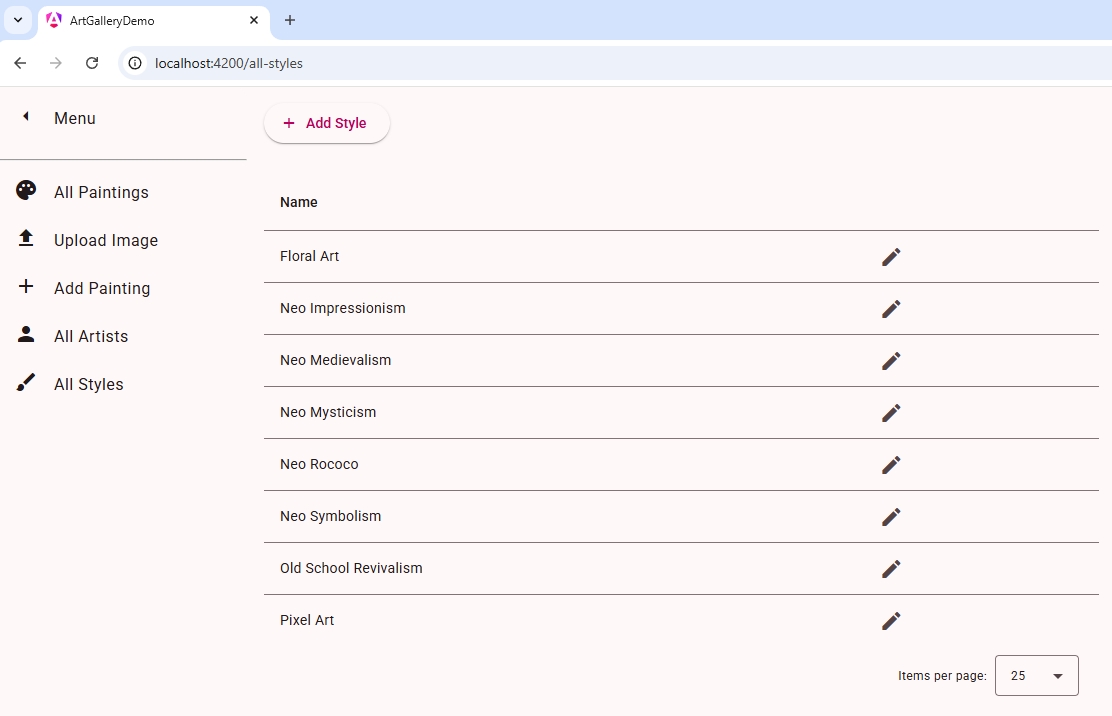 ArtGalleryDemo
localhost:4200/all-styles
Menu
All Paintings
Upload Image
Add Painting
All Artists
All Styles
Add Style
Name
Floral Art
Neo Impressionism
Neo Medievalism
Neo Mysticism
Neo Rococo
Neo Symbolism
Old School Revivalism
Pixel Art
Items per page: 25